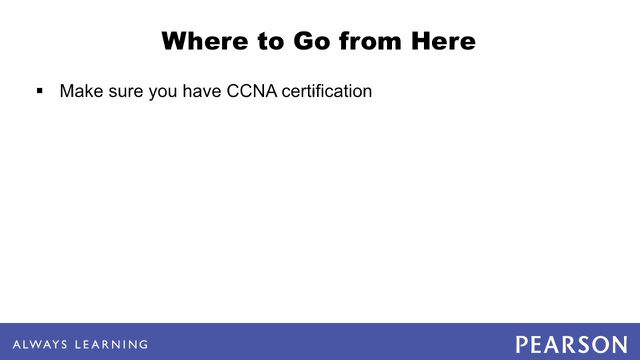 Where to Go from Here
▪ Make sure you have CCNA certification
ALWAYS LEARNING
PEARSON